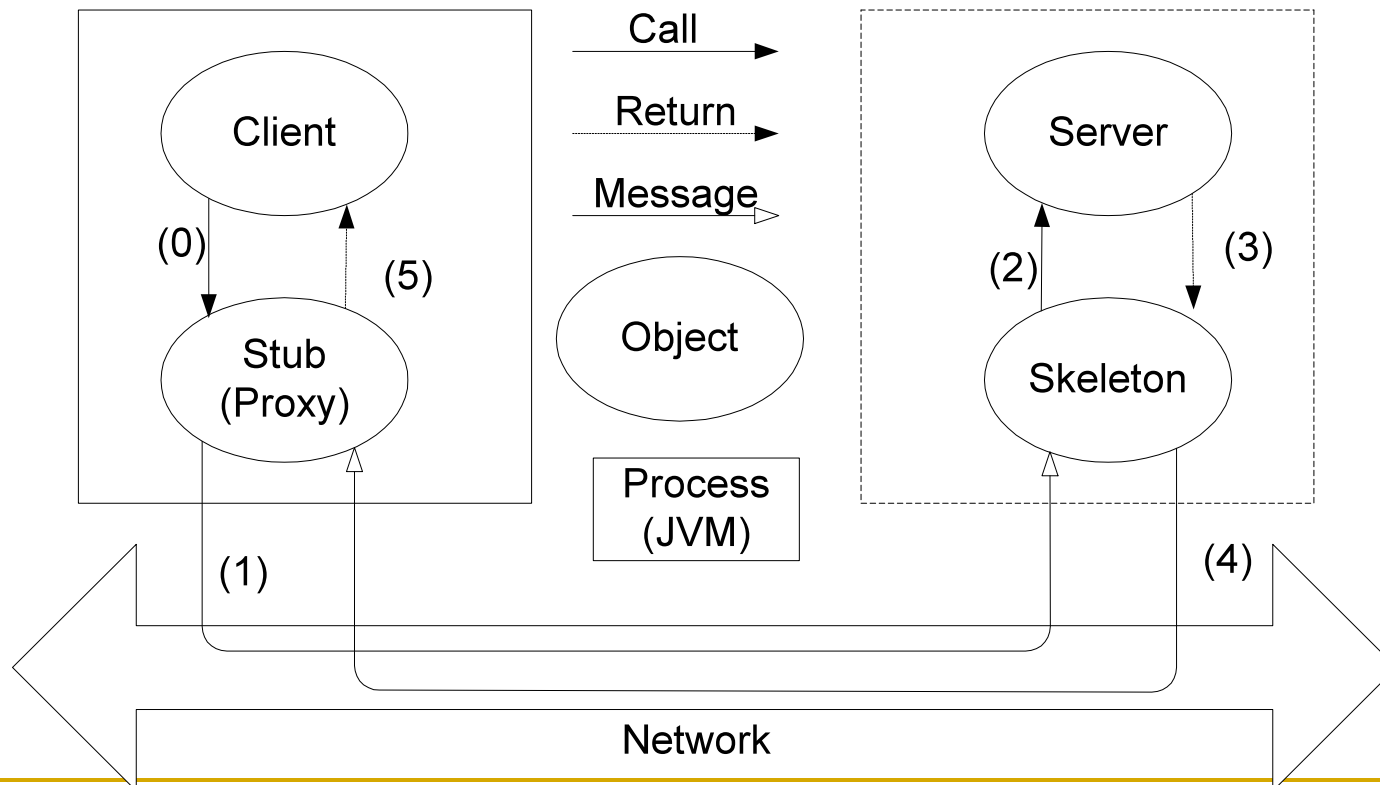 Call
Return
Message
Client
Server
(0)
(5)
(2)
(3)
Stub
(Proxy)
Object
Skeleton
Process
(JVM)
(1)
(4)
Network